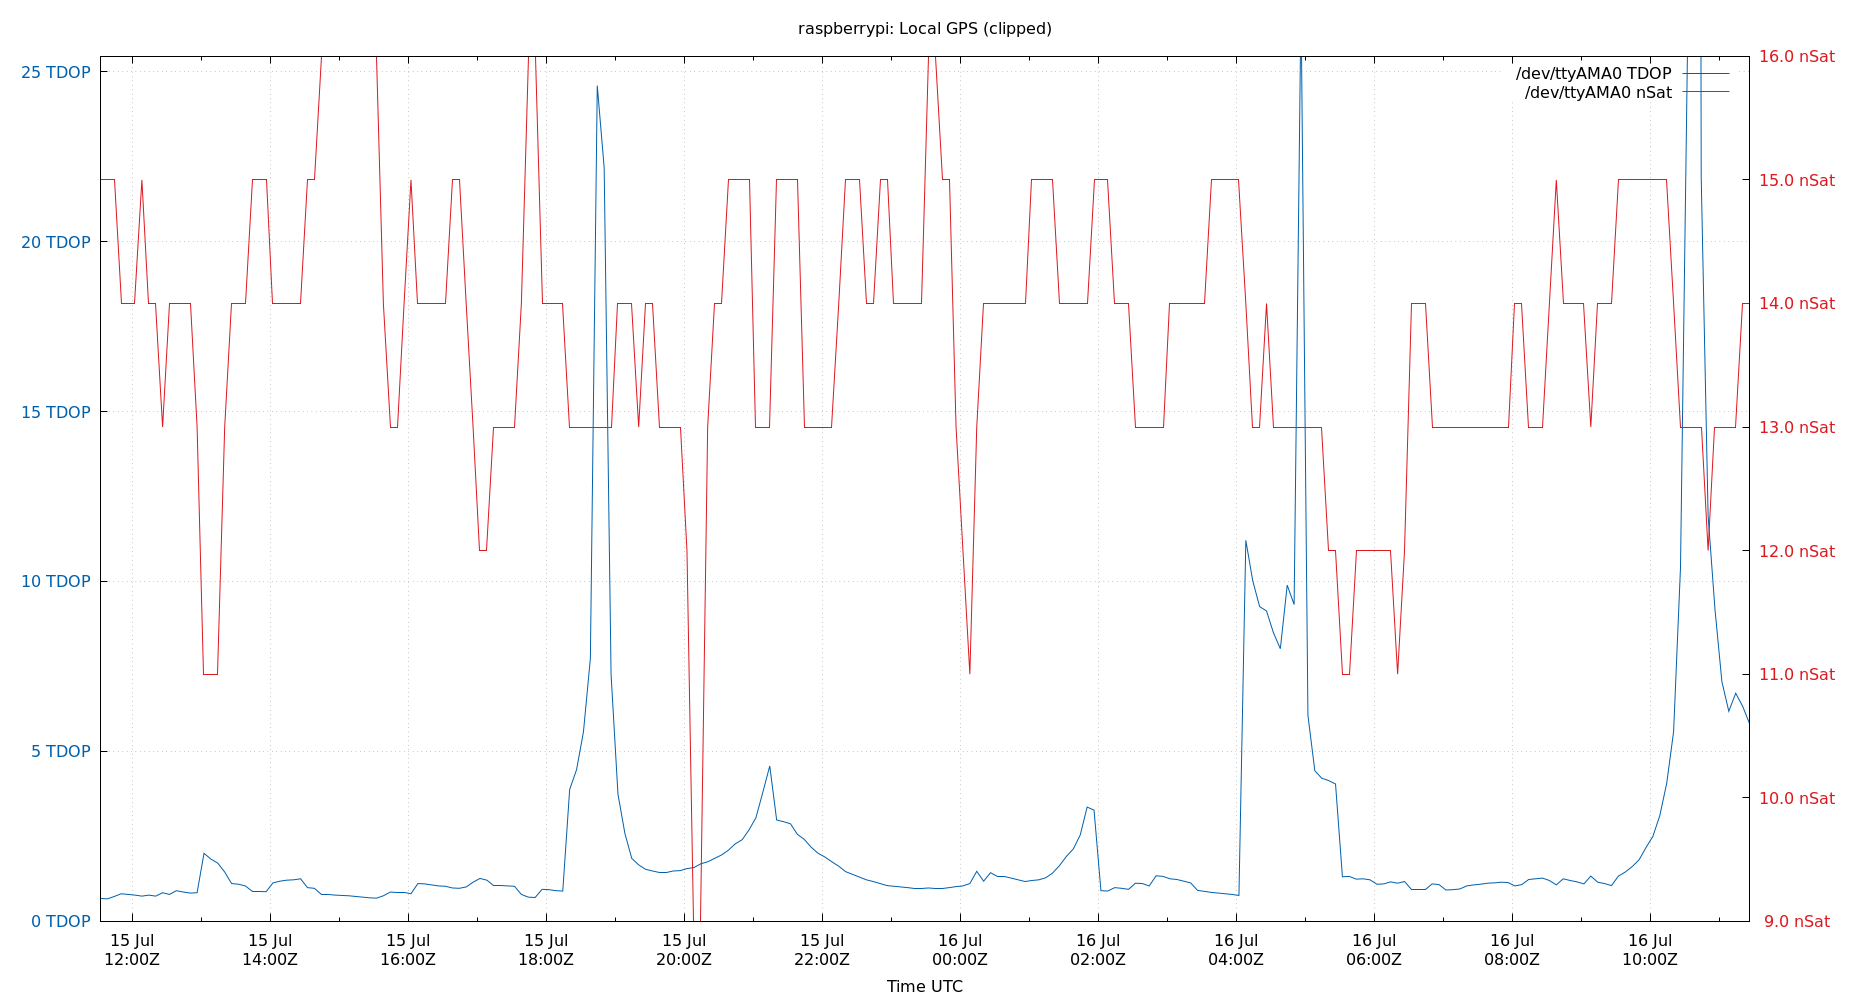 raspberrypi: Local GPS (clipped)
25 TDOP
20 TDOP
15 TDOP
10 TDOP
5 TDOP
0 TDOP
16.0 nSat
15.0 nSat
14.0 nSat
13.0 nSat
12.0 nSat
11.0 nSat
10.0 nSat
9.0 nSat
/dev/ttyAMA0 TDOP
/dev/ttyAMA0 nSat
15 Jul 15 Jul 15 Jul 15 Jul 15 Jul 15 Jul 16 Jul 16 Jul 16 Jul 16 Jul 16 Jul 16 Jul
12:00Z 14:00Z 16:00Z 18:00Z 20:00Z 22:00Z 00:00Z 02:00Z 04:00Z 06:00Z 08:00Z 10:00Z
Time UTC